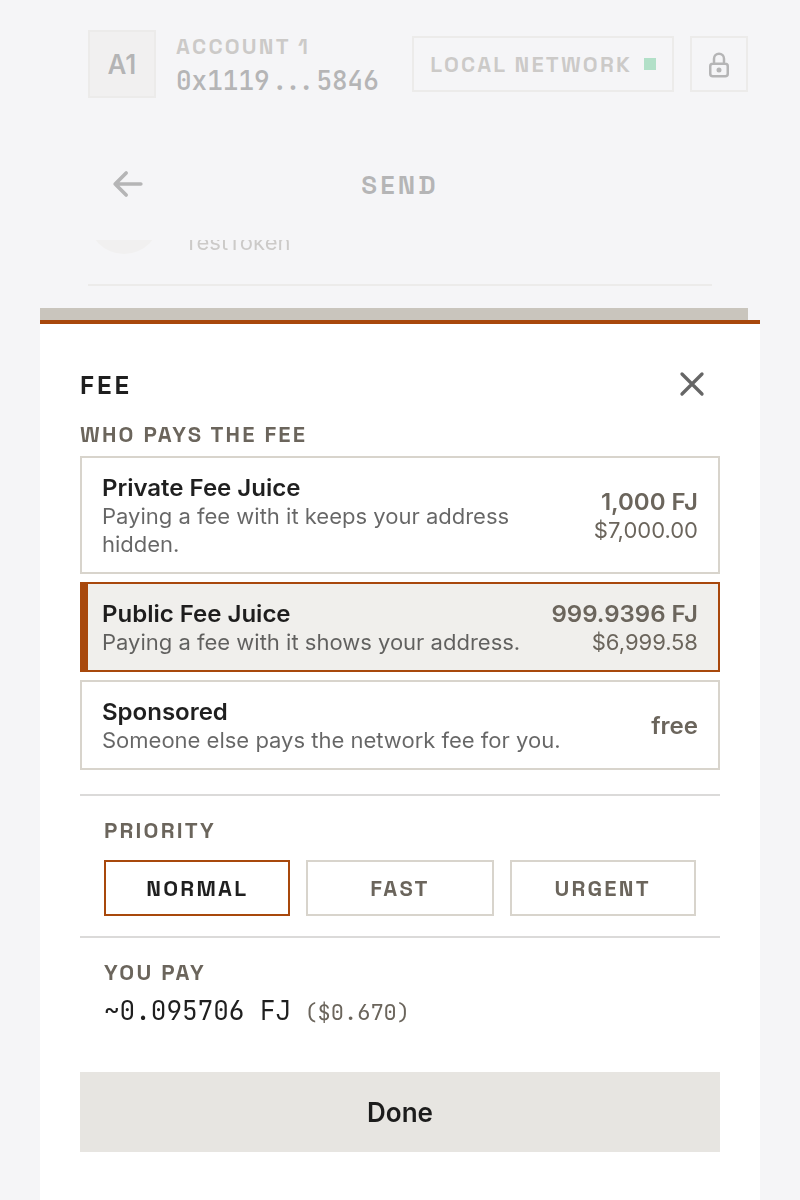 A1
ACCOUNT 1
0x1119...5846
LOCAL NETWORK
SEND
TestToken
FEE
WHO PAYS THE FEE
Private Fee Juice
Paying a fee with it keeps your address
hidden.
1,000 FJ
$7,000.00
Public Fee Juice
Paying a fee with it shows your address.
999.9396 FJ
$6,999.58
Sponsored
Someone else pays the network fee for you.
free
PRIORITY
NORMAL
FAST
URGENT
YOU PAY
~0.095706 FJ ($0.670)
Done